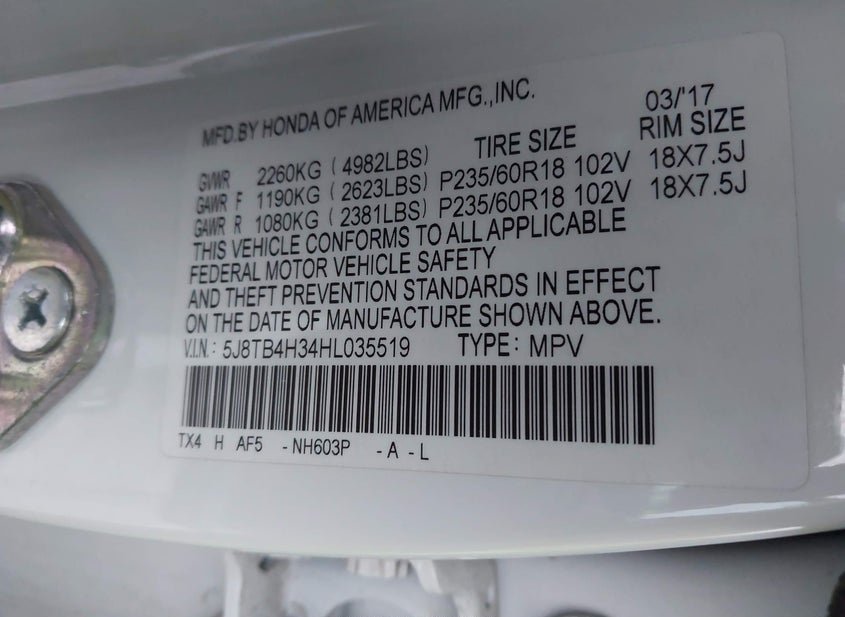 MFD.BY HONDA OF AMERICA MFG.,INC. 03/'17
GVWR 2260KG (4982LBS) TIRE SIZE RIM SIZE
GAWR F 1190KG (2623LBS) P235/60R18 102V 18X7.5J
GAWR R 1080KG (2381LBS) P235/60R18 102V 18X7.5J
THIS VEHICLE CONFORMS TO ALL APPLICABLE
FEDERAL MOTOR VEHICLE SAFETY
AND THEFT PREVENTION STANDARDS IN EFFECT
ON THE DATE OF MANUFACTURE SHOWN ABOVE.
V.I.N.: 5J8TB4H34HL035519 TYPE: MPV
TX4 H AF5 -NH603P -A-L